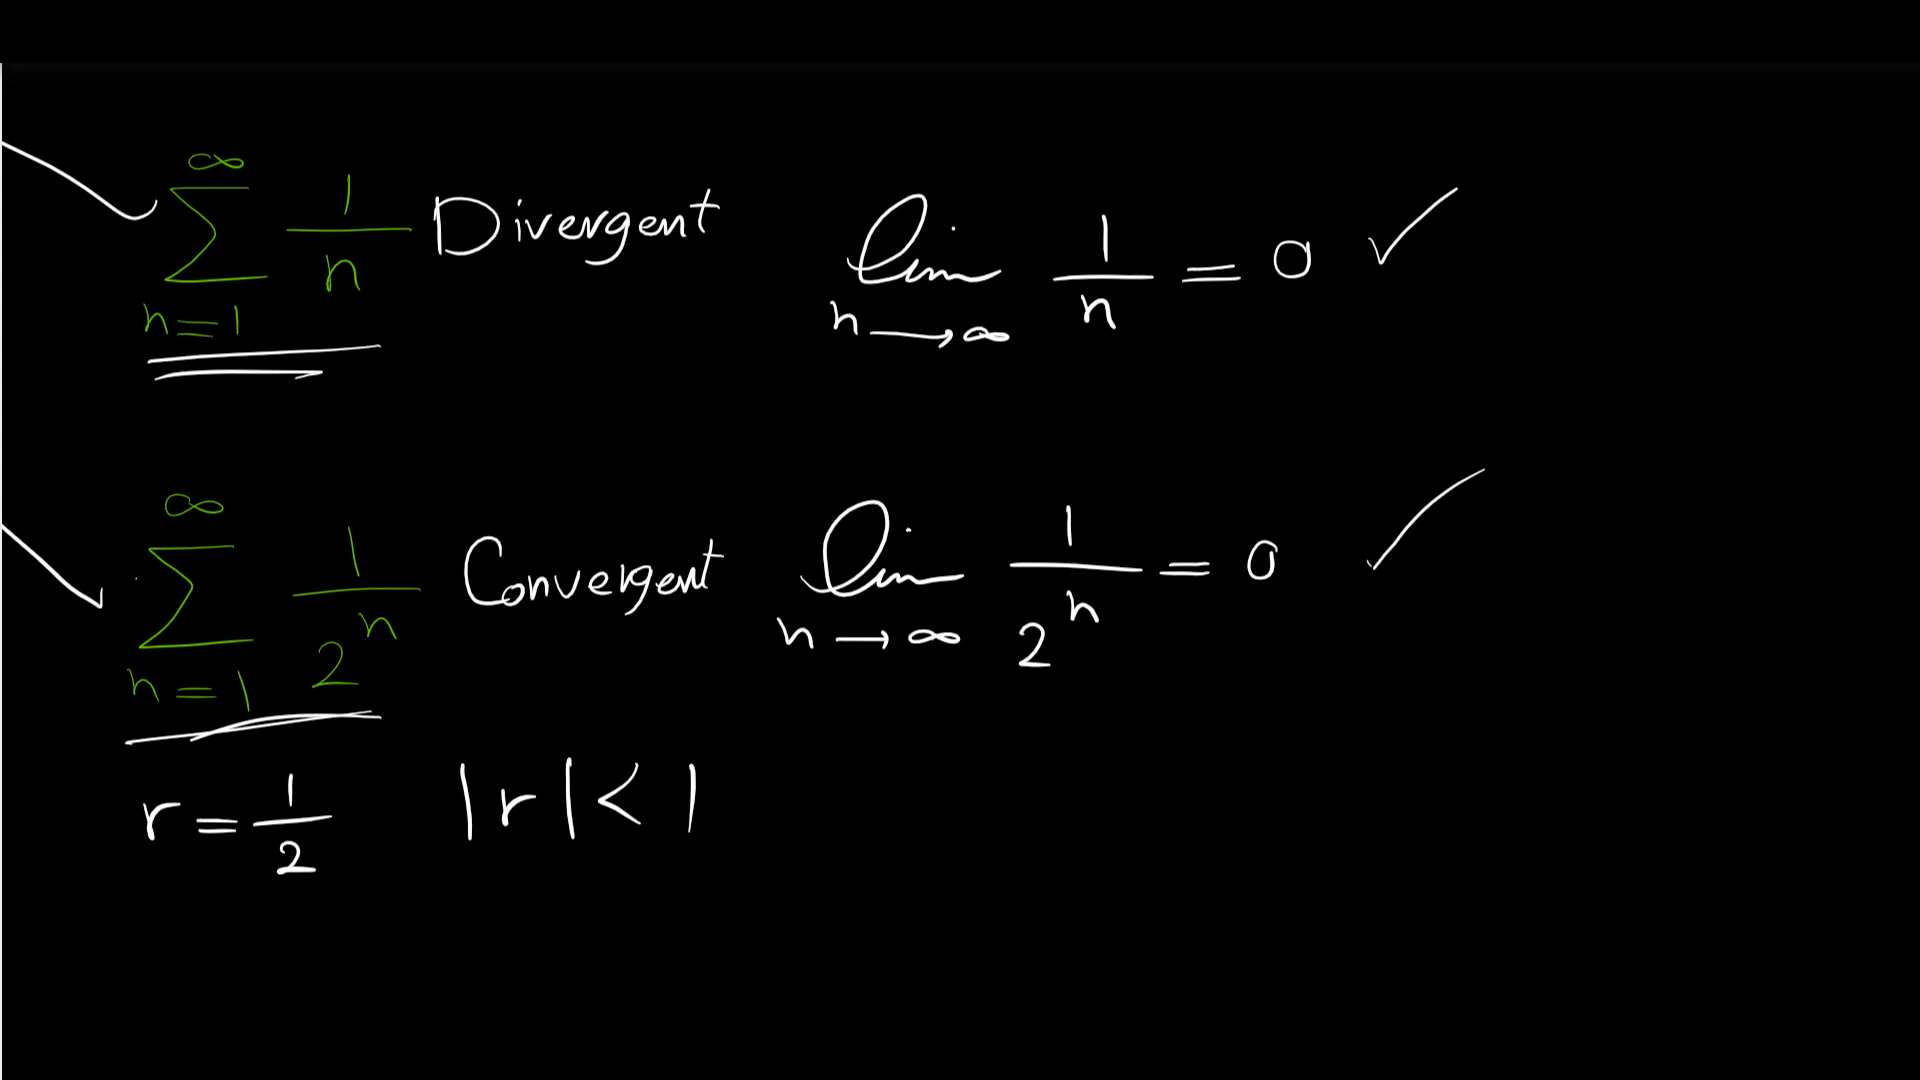 ∑_{n=1}^{∞} 1/n Divergent lim_{n→∞} 1/n = 0 ✓
∑_{n=1}^{∞} 1/2^n Convergent lim_{n→∞} 1/2^n = 0 ✓
r = 1/2 |r| < 1